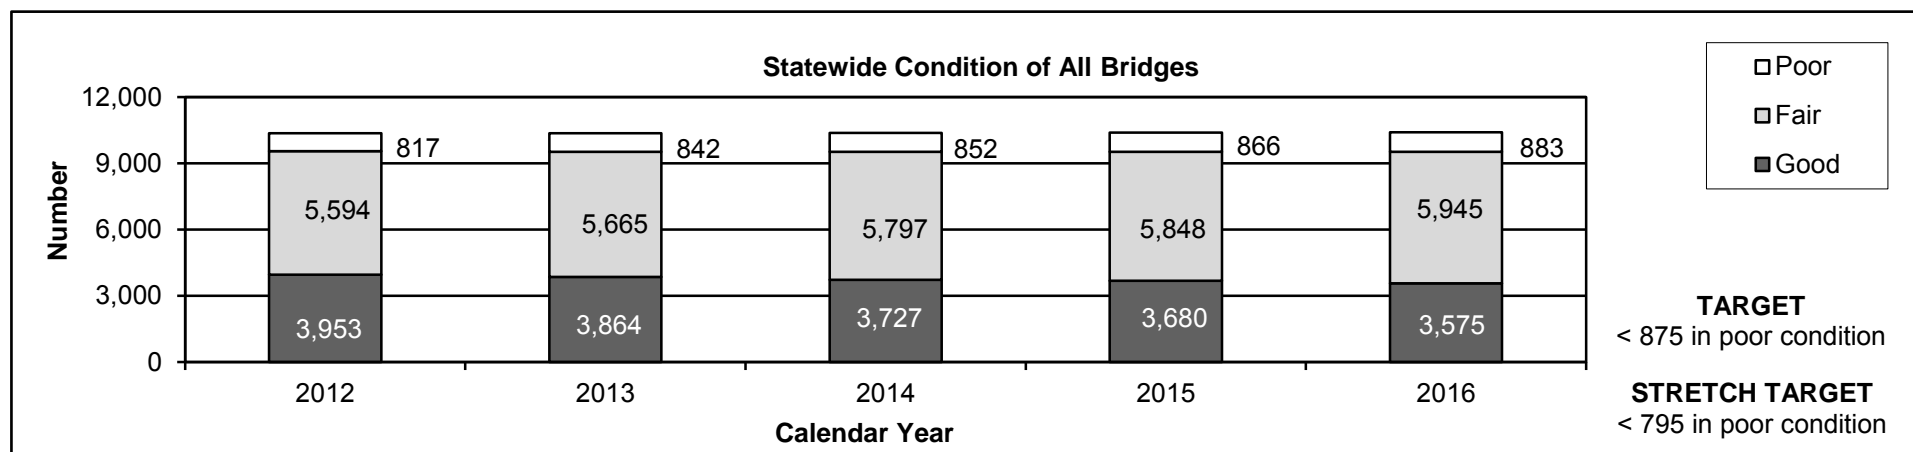 Statewide Condition of All Bridges
Poor
Fair
Good
Number
12,000
9,000
6,000
3,000
0
817
842
852
866
883
5,594
5,665
5,797
5,848
5,945
3,953
3,864
3,727
3,680
3,575
2012
2013
2014
2015
2016
Calendar Year
TARGET
< 875 in poor condition
STRETCH TARGET
< 795 in poor condition